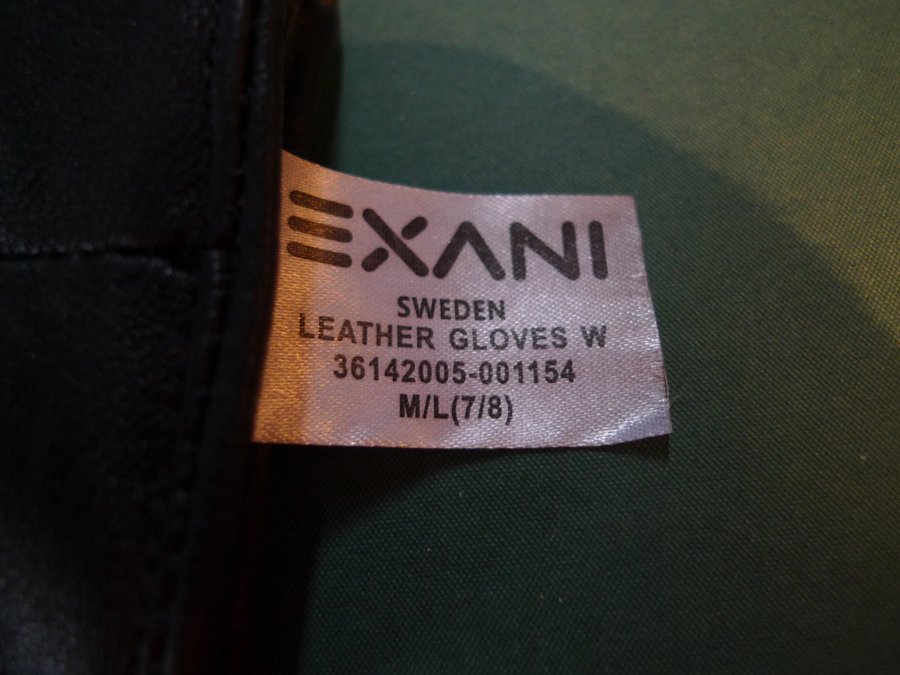 EXANI
SWEDEN
LEATHER GLOVES W
36142005-001154
M/L(7/8)